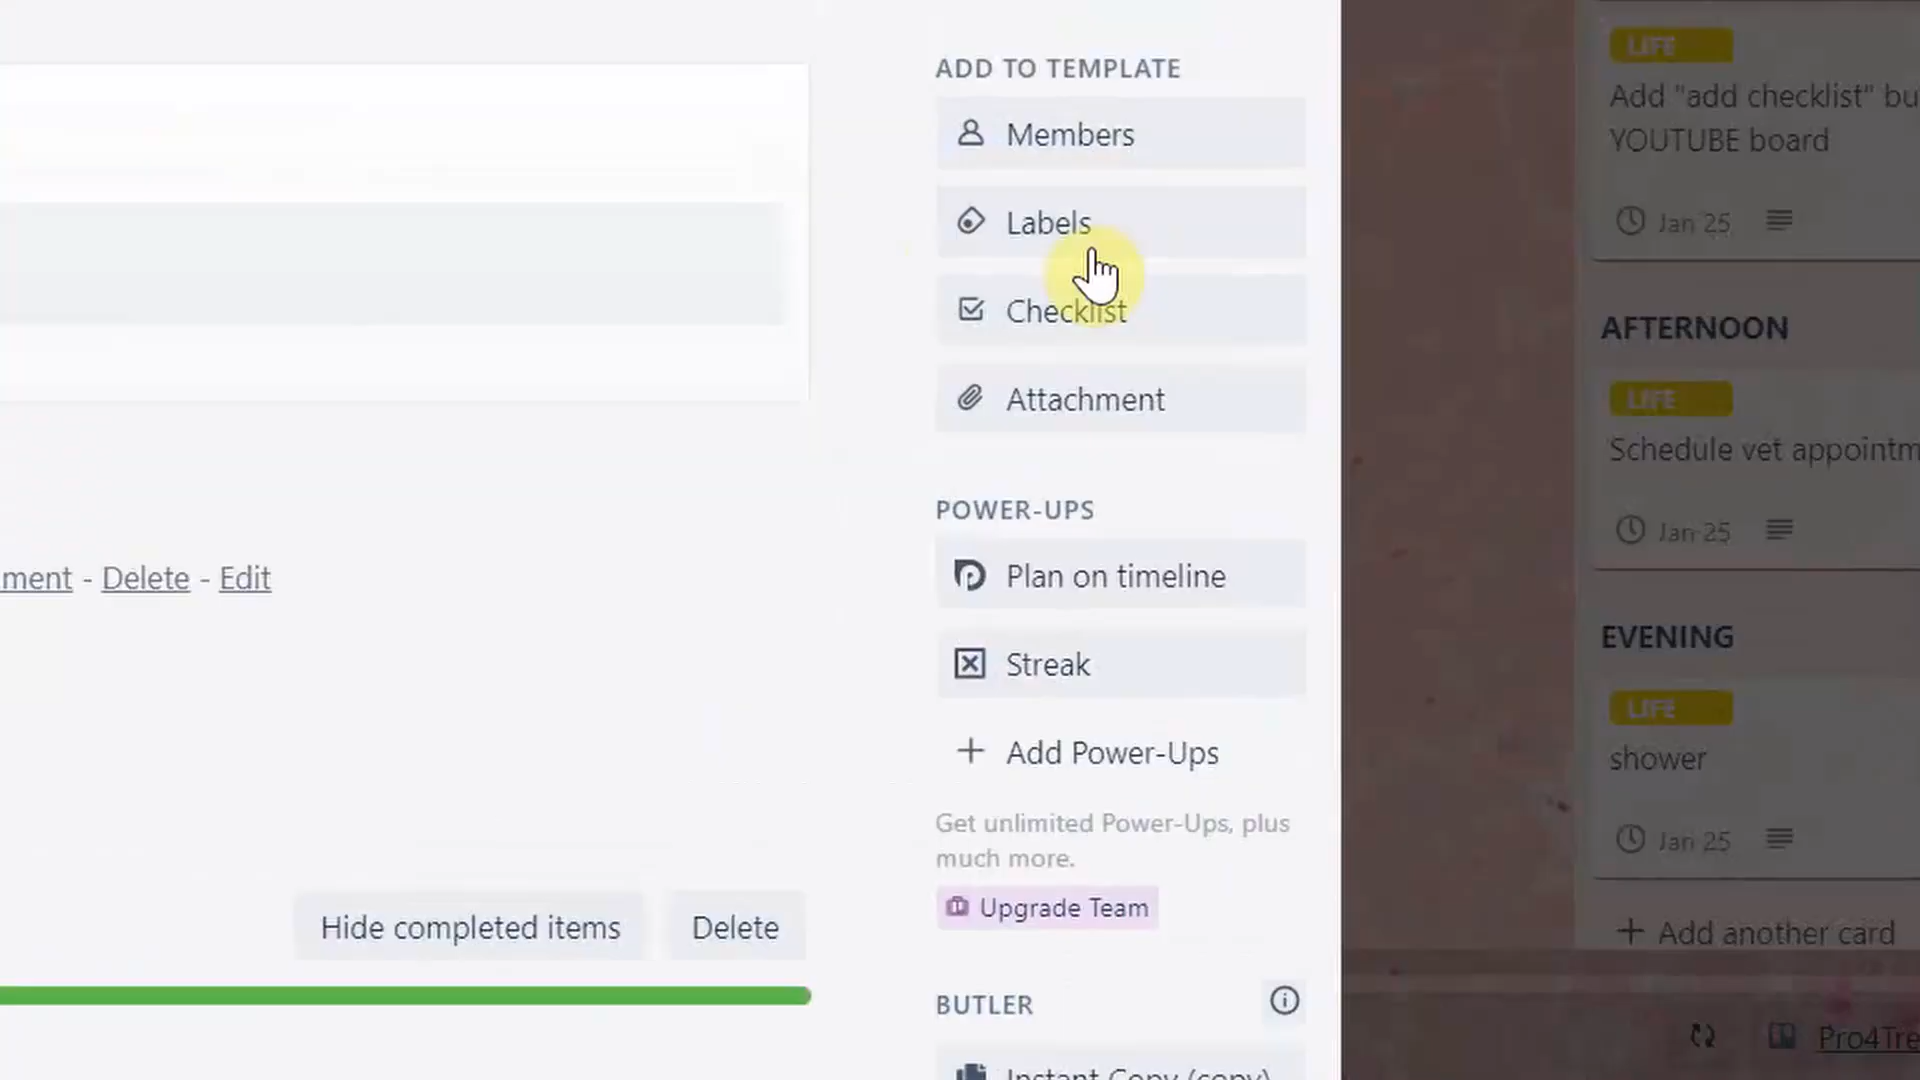 ADD TO TEMPLATE
Members
Labels
Checklist
Attachment
POWER-UPS
Plan on timeline
Streak
Add Power-Ups
Get unlimited Power-Ups, plus
much more.
Upgrade Team
BUTLER
Instant Copy (copy)
ment - Delete - Edit
Hide completed items
Delete
LIFE
Add "add checklist" bu
YOUTUBE board
Jan 25
AFTERNOON
LIFE
Schedule vet appointm
Jan 25
EVENING
LIFE
shower
Jan 25
Add another card
Pro4Tre